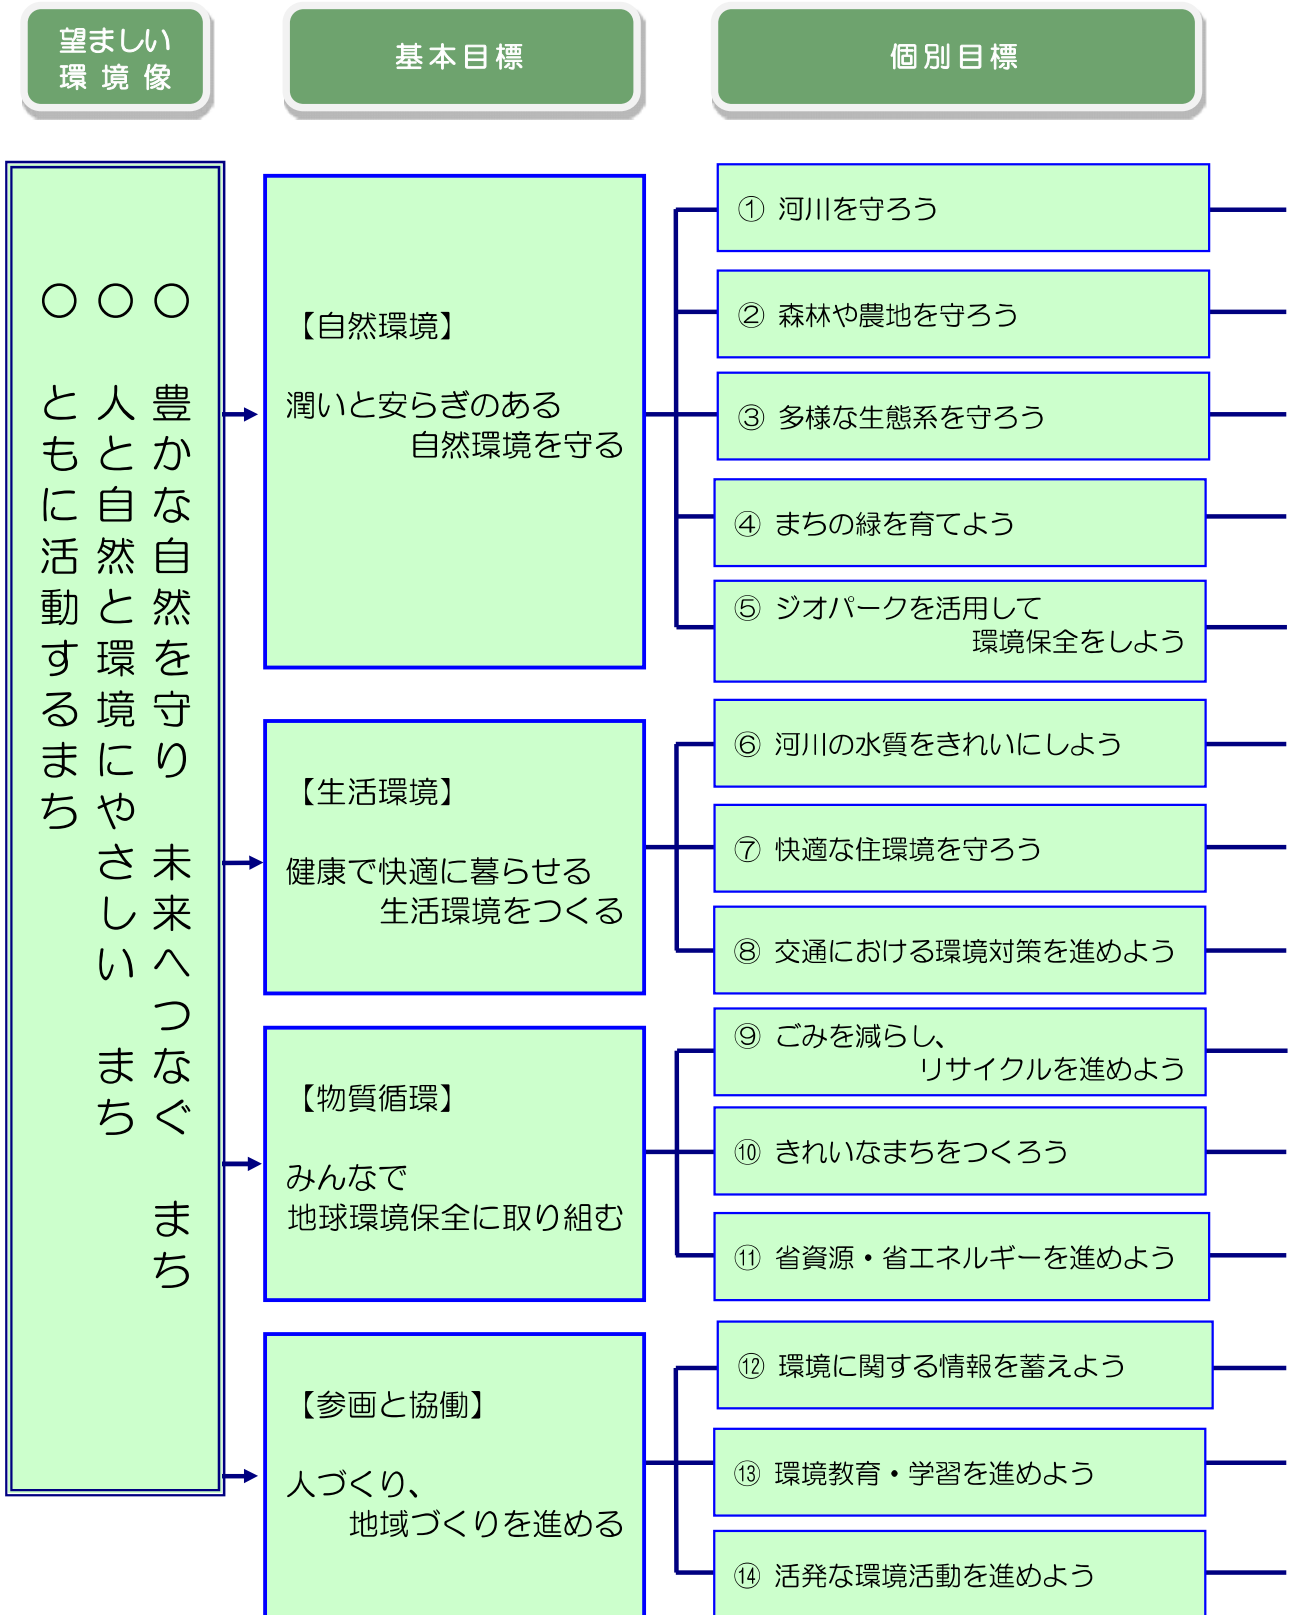 望ましい
環境像
基本目標
個別目標
○　豊かな自然を守り　未来へつなぐ　まち
○　人と自然と環境にやさしい　まち
○　ともに活動するまち
【自然環境】
潤いと安らぎのある
自然環境を守る
① 河川を守ろう
② 森林や農地を守ろう
③ 多様な生態系を守ろう
④ まちの緑を育てよう
⑤ ジオパークを活用して
環境保全をしよう
【生活環境】
健康で快適に暮らせる
生活環境をつくる
⑥ 河川の水質をきれいにしよう
⑦ 快適な住環境を守ろう
⑧ 交通における環境対策を進めよう
【物質循環】
みんなで
地球環境保全に取り組む
⑨ ごみを減らし、
リサイクルを進めよう
⑩ きれいなまちをつくろう
⑪ 省資源・省エネルギーを進めよう
【参画と協働】
人づくり、
地域づくりを進める
⑫ 環境に関する情報を蓄えよう
⑬ 環境教育・学習を進めよう
⑭ 活発な環境活動を進めよう